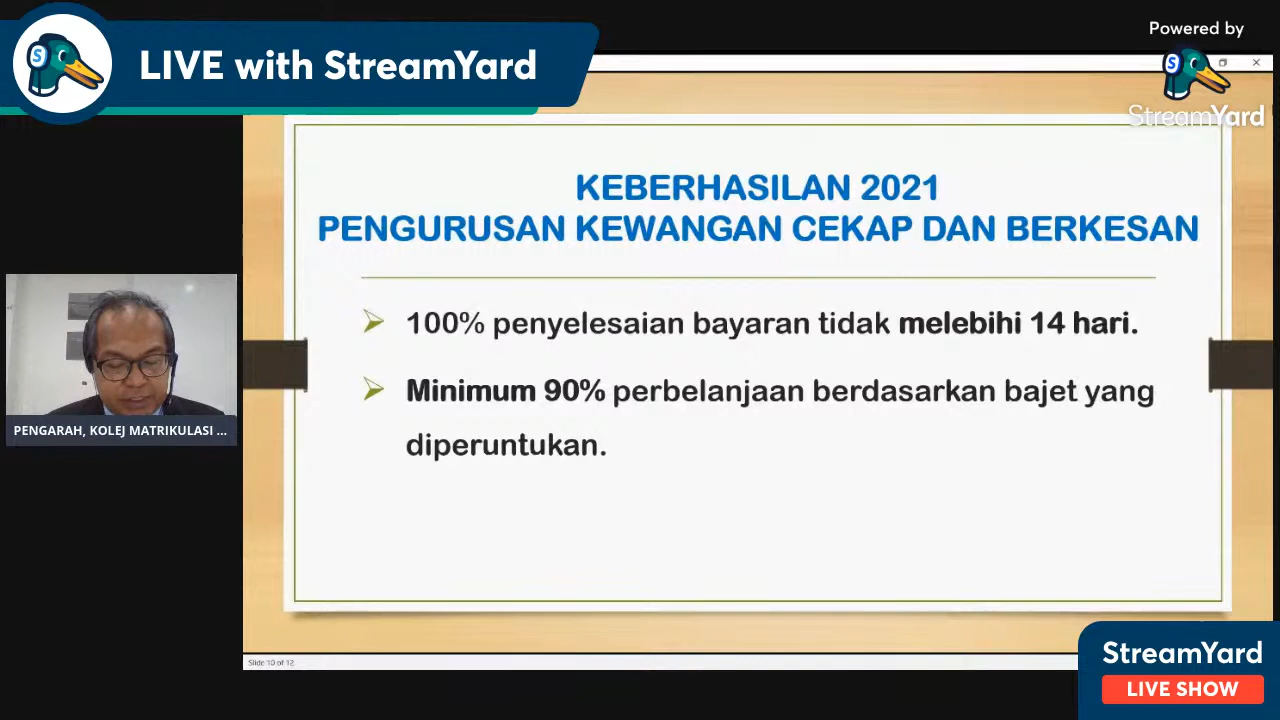 LIVE with StreamYard
Powered by
StreamYard
KEBERHASILAN 2021
PENGURUSAN KEWANGAN CEKAP DAN BERKESAN
100% penyelesaian bayaran tidak melebihi 14 hari.
Minimum 90% perbelanjaan berdasarkan bajet yang
diperuntukan.
PENGARAH, KOLEJ MATRIKULASI ...
Slide 10 of 12
StreamYard
LIVE SHOW